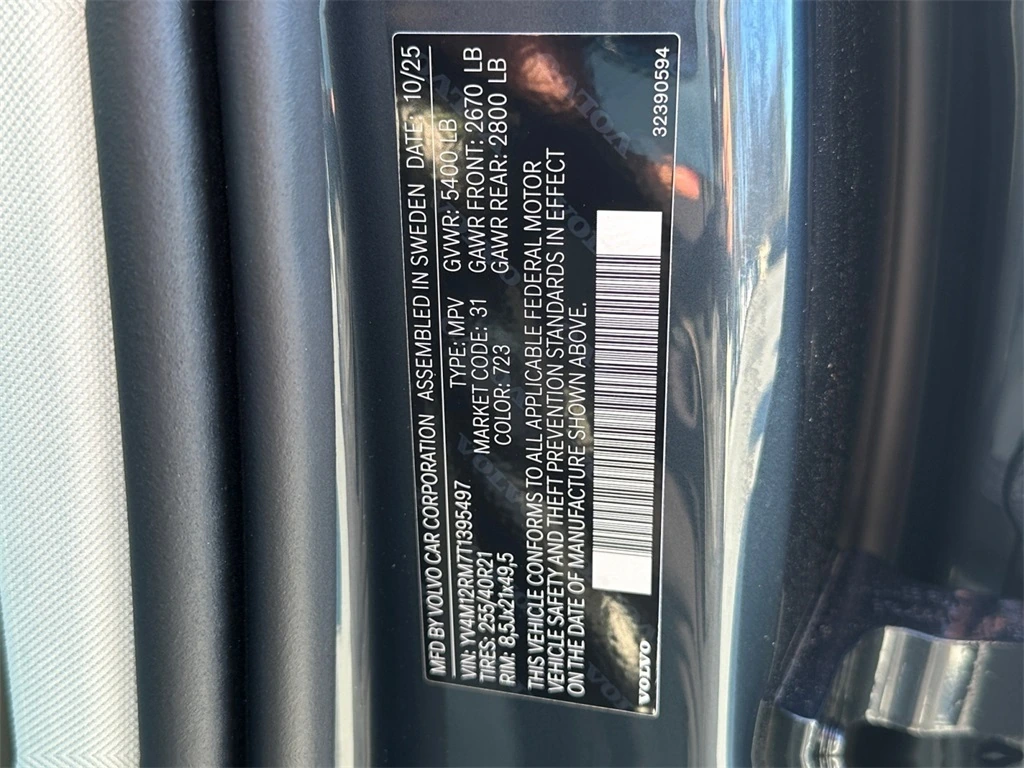 MFD BY VOLVO CAR CORPORATION ASSEMBLED IN SWEDEN DATE: 10/25
VIN: YV4M12RM7T1395497 TYPE: MPV GVWR: 5400 LB
TIRES: 255/40R21 MARKET CODE: 31 GAWR FRONT: 2670 LB
RIM: 8,5Jx21x49,5 COLOR: 723 GAWR REAR: 2800 LB
THIS VEHICLE CONFORMS TO ALL APPLICABLE FEDERAL MOTOR
VEHICLE SAFETY AND THEFT PREVENTION STANDARDS IN EFFECT
ON THE DATE OF MANUFACTURE SHOWN ABOVE.
VOLVO 32390594